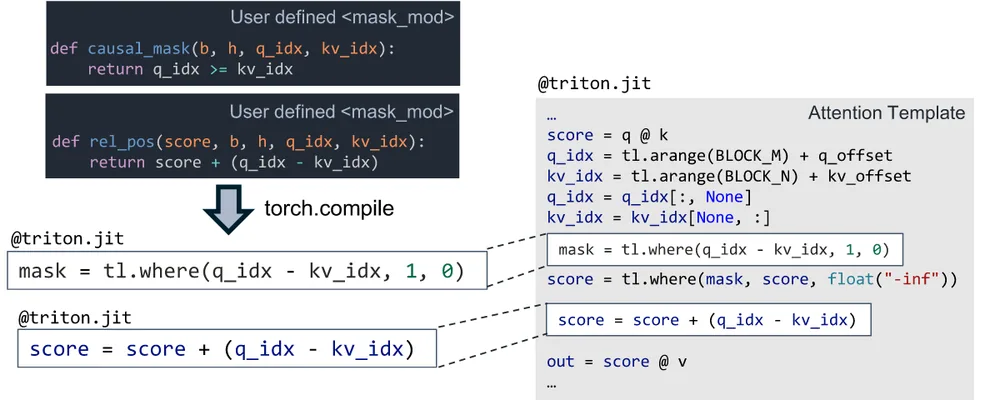 User defined <mask_mod>
def causal_mask(b, h, q_idx, kv_idx):
    return q_idx >= kv_idx
User defined <mask_mod>
def rel_pos(score, b, h, q_idx, kv_idx):
    return score + (q_idx - kv_idx)
torch.compile
@triton.jit
mask = tl.where(q_idx - kv_idx, 1, 0)
@triton.jit
score = score + (q_idx - kv_idx)
@triton.jit
Attention Template
…
score = q @ k
q_idx = tl.arange(BLOCK_M) + q_offset
kv_idx = tl.arange(BLOCK_N) + kv_offset
q_idx = q_idx[:, None]
kv_idx = kv_idx[None, :]
mask = tl.where(q_idx - kv_idx, 1, 0)
score = tl.where(mask, score, float("-inf"))
score = score + (q_idx - kv_idx)
out = score @ v
…